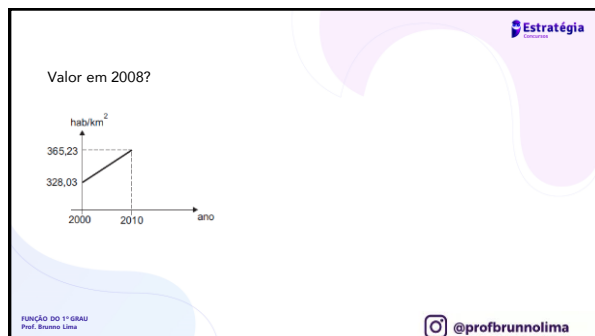 Estratégia
Concursos
Valor em 2008?
hab/km²
365,23
328,03
2000
2010
ano
FUNÇÃO DO 1º GRAU
Prof. Brunno Lima
@profbrunnolima